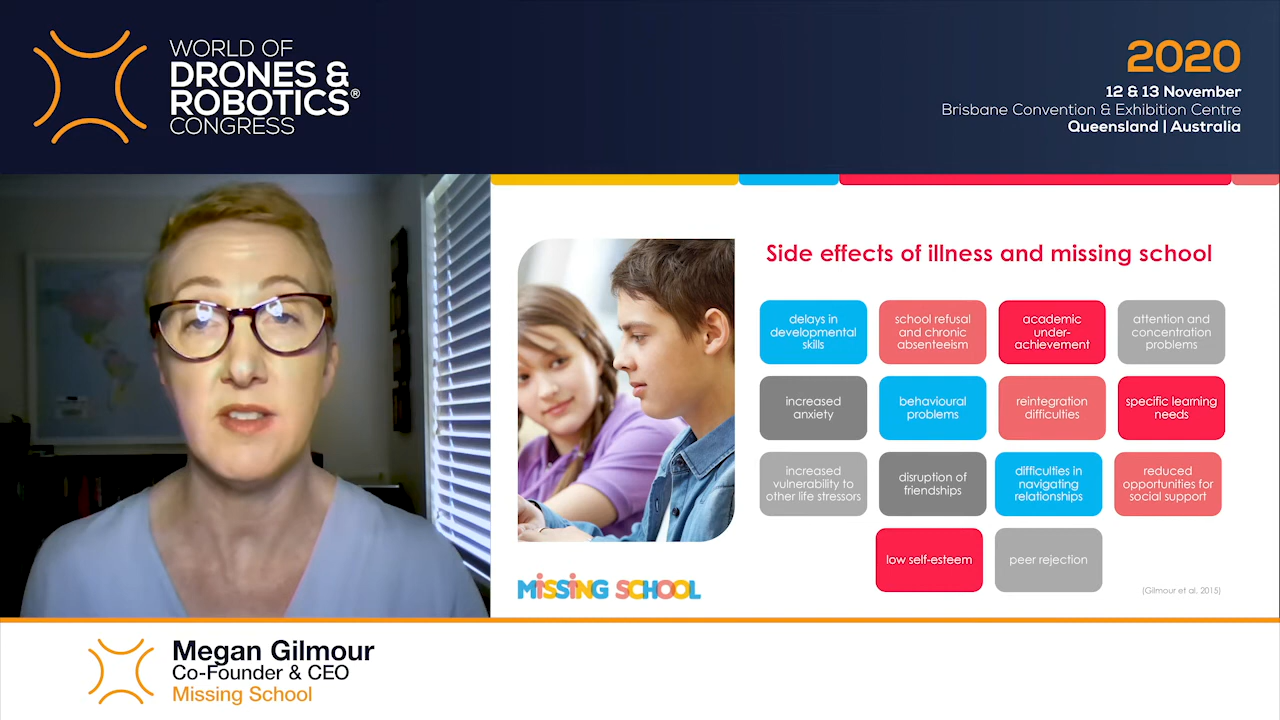 WORLD OF
DRONES &
ROBOTICS®
CONGRESS
2020
12 & 13 November
Brisbane Convention & Exhibition Centre
Queensland | Australia
Side effects of illness and missing school
delays in
developmental
skills
school refusal
and chronic
absenteeism
academic
under-
achievement
attention and
concentration
problems
increased
anxiety
behavioural
problems
reintegration
difficulties
specific learning
needs
increased
vulnerability to
other life stressors
disruption of
friendships
difficulties in
navigating
relationships
reduced
opportunities for
social support
low self-esteem
peer rejection
MiSSiNG SCHOOL
(Gilmour et al, 2015)
Megan Gilmour
Co-Founder & CEO
Missing School